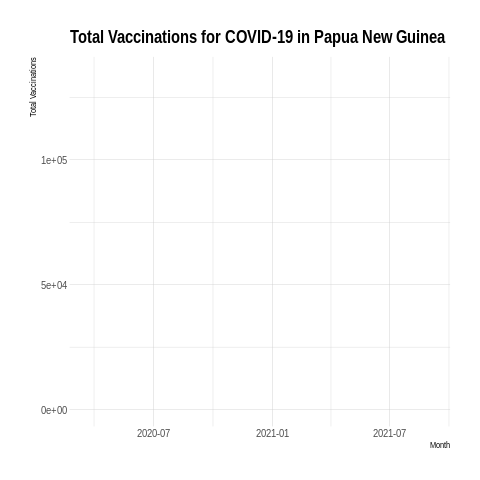 Total Vaccinations for COVID-19 in Papua New Guinea
Total Vaccinations
1e+05
5e+04
0e+00
2020-07 2021-01 2021-07
Month